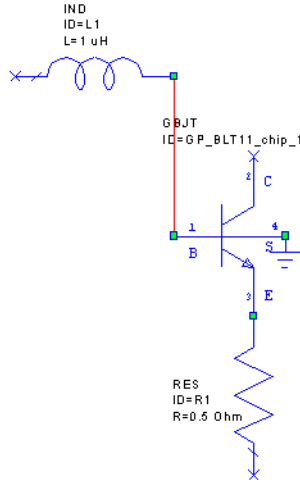 IND
ID=L1
L=1 uH
GBJT
ID=GP_BLT11_chip_1
2
C
1
4
B
S
3
E
RES
ID=R1
R=0.5 Ohm